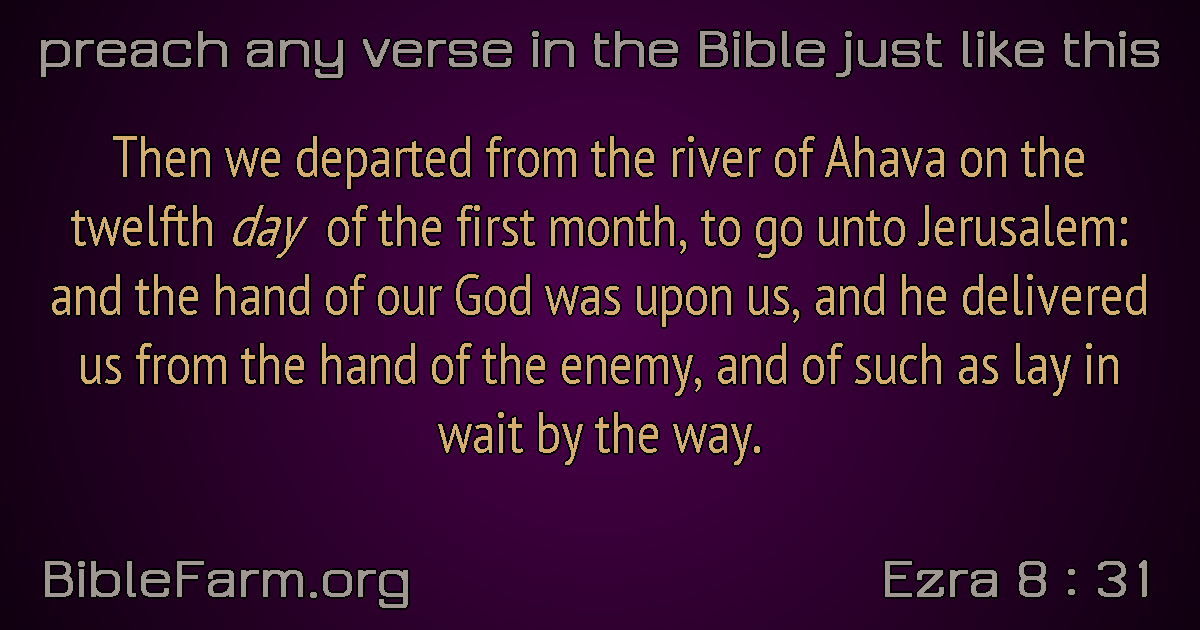 preach any verse in the Bible just like this
Then we departed from the river of Ahava on the
twelfth day of the first month, to go unto Jerusalem:
and the hand of our God was upon us, and he delivered
us from the hand of the enemy, and of such as lay in
wait by the way.
BibleFarm.org
Ezra 8 : 31